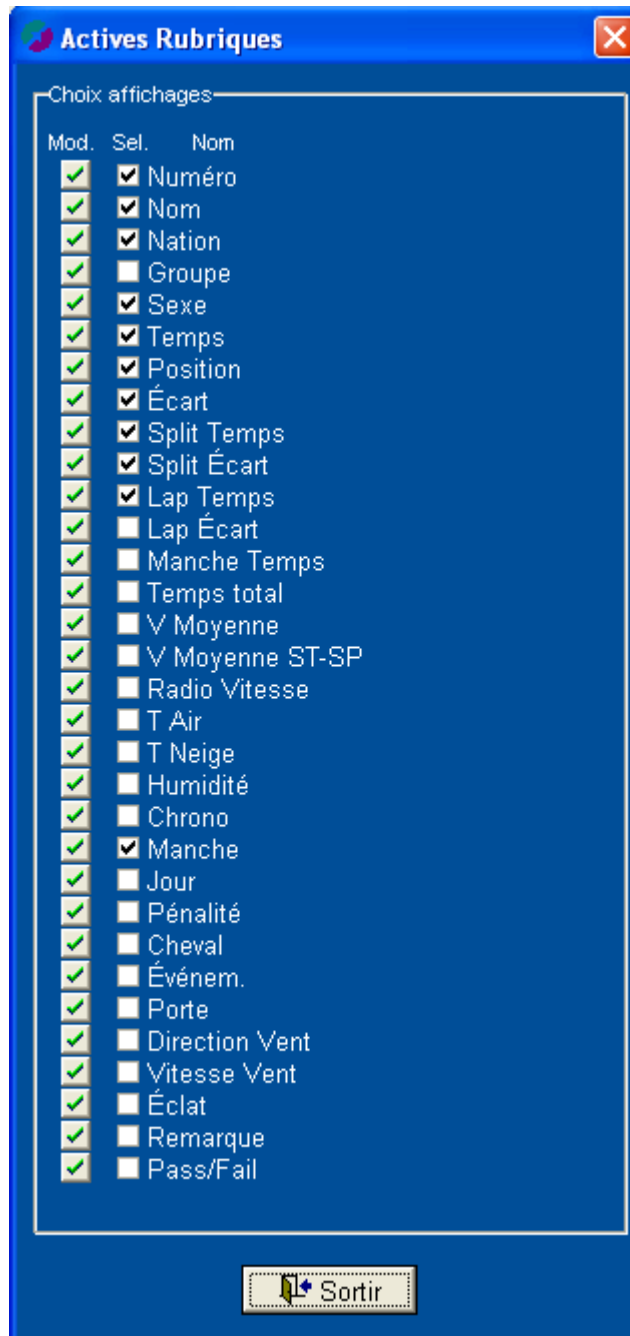 Actives Rubriques
Choix affichages
Mod. Sel. Nom
Numéro
Nom
Nation
Groupe
Sexe
Temps
Position
Écart
Split Temps
Split Écart
Lap Temps
Lap Écart
Manche Temps
Temps total
V Moyenne
V Moyenne ST-SP
Radio Vitesse
T Air
T Neige
Humidité
Chrono
Manche
Jour
Pénalité
Cheval
Événem.
Porte
Direction Vent
Vitesse Vent
Éclat
Remarque
Pass/Fail
Sortir